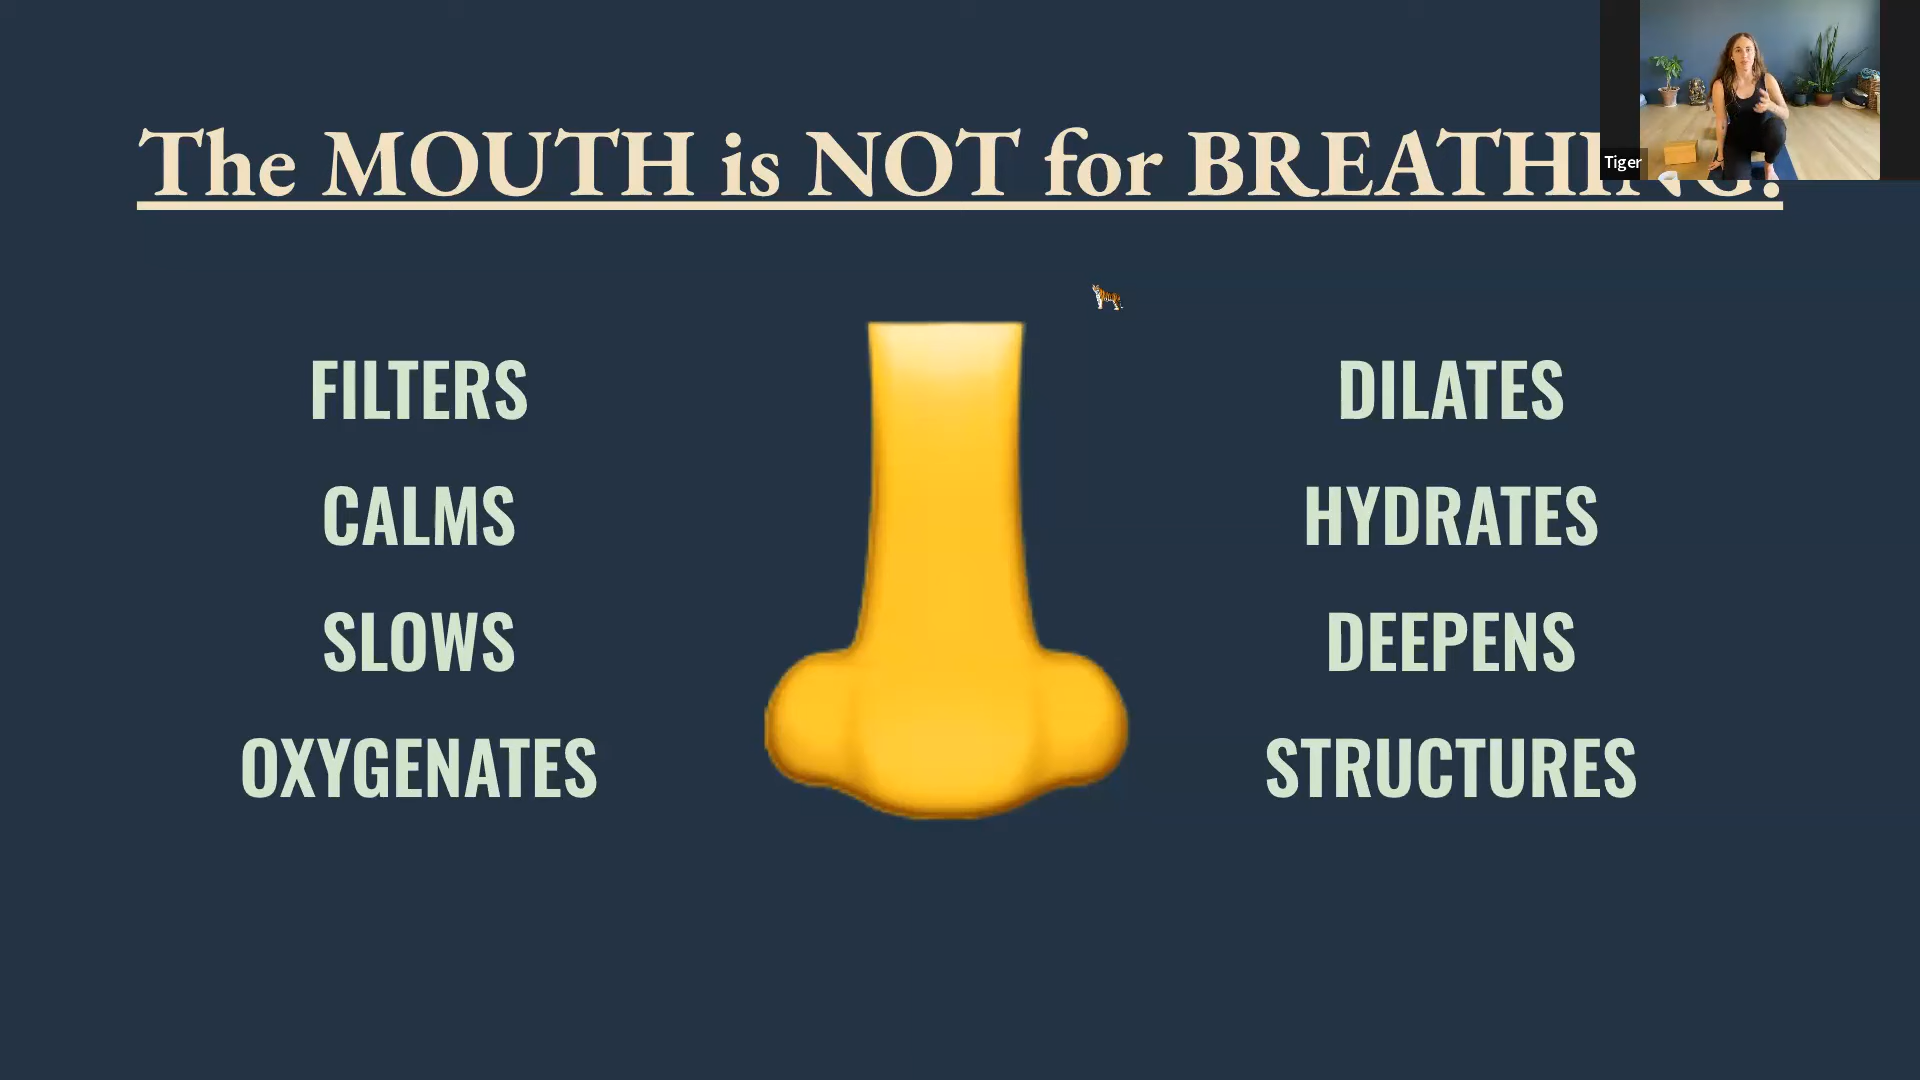 The MOUTH is NOT for BREATHING!
Tiger
FILTERS
CALMS
SLOWS
OXYGENATES
DILATES
HYDRATES
DEEPENS
STRUCTURES